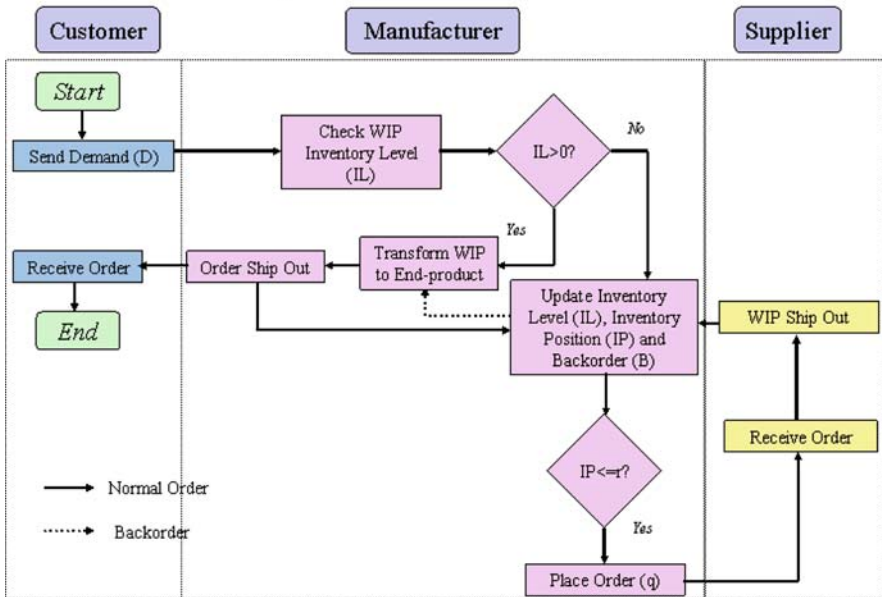 Customer
Manufacturer
Supplier
Start
Send Demand (D)
Check WIP
Inventory Level
(IL)
IL>0?
No
Yes
Receive Order
Order Ship Out
Transform WIP
to End-product
End
Update Inventory
Level (IL), Inventory
Position (IP) and
Backorder (B)
WIP Ship Out
Receive Order
IP<=r?
Normal Order
Backorder
Yes
Place Order (q)